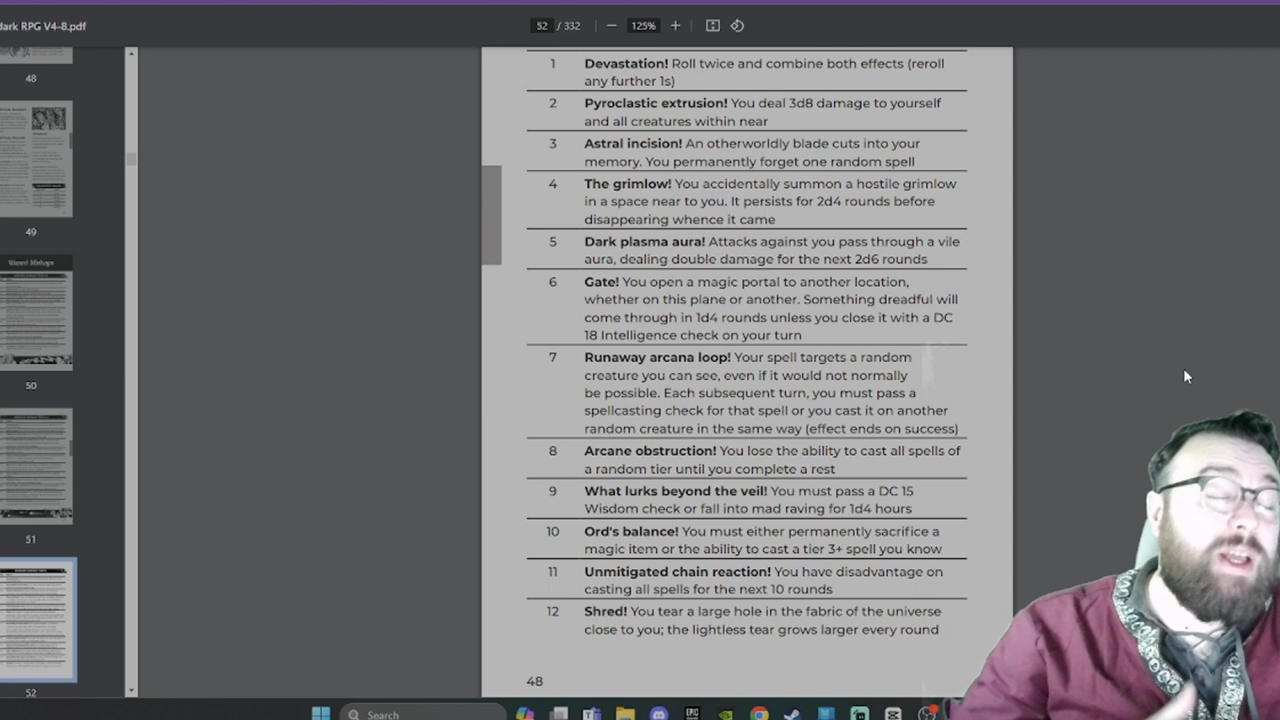 dark RPG V4-8.pdf
52 / 332
125%
48
49
Wizard Mishaps
50
51
52
1 Devastation! Roll twice and combine both effects (reroll
any further 1s)
2 Pyroclastic extrusion! You deal 3d8 damage to yourself
and all creatures within near
3 Astral incision! An otherworldly blade cuts into your
memory. You permanently forget one random spell
4 The grimlow! You accidentally summon a hostile grimlow
in a space near to you. It persists for 2d4 rounds before
disappearing whence it came
5 Dark plasma aura! Attacks against you pass through a vile
aura, dealing double damage for the next 2d6 rounds
6 Gate! You open a magic portal to another location,
whether on this plane or another. Something dreadful will
come through in 1d4 rounds unless you close it with a DC
18 Intelligence check on your turn
7 Runaway arcana loop! Your spell targets a random
creature you can see, even if it would not normally
be possible. Each subsequent turn, you must pass a
spellcasting check for that spell or you cast it on another
random creature in the same way (effect ends on success)
8 Arcane obstruction! You lose the ability to cast all spells of
a random tier until you complete a rest
9 What lurks beyond the veil! You must pass a DC 15
Wisdom check or fall into mad raving for 1d4 hours
10 Ord's balance! You must either permanently sacrifice a
magic item or the ability to cast a tier 3+ spell you know
11 Unmitigated chain reaction! You have disadvantage on
casting all spells for the next 10 rounds
12 Shred! You tear a large hole in the fabric of the universe
close to you; the lightless tear grows larger every round
48
Search
EPIC